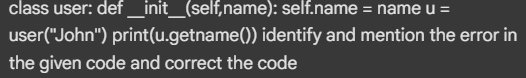 class user: def __init__(self,name): self.name = name u =
user("John") print(u.getname()) identify and mention the error in
the given code and correct the code